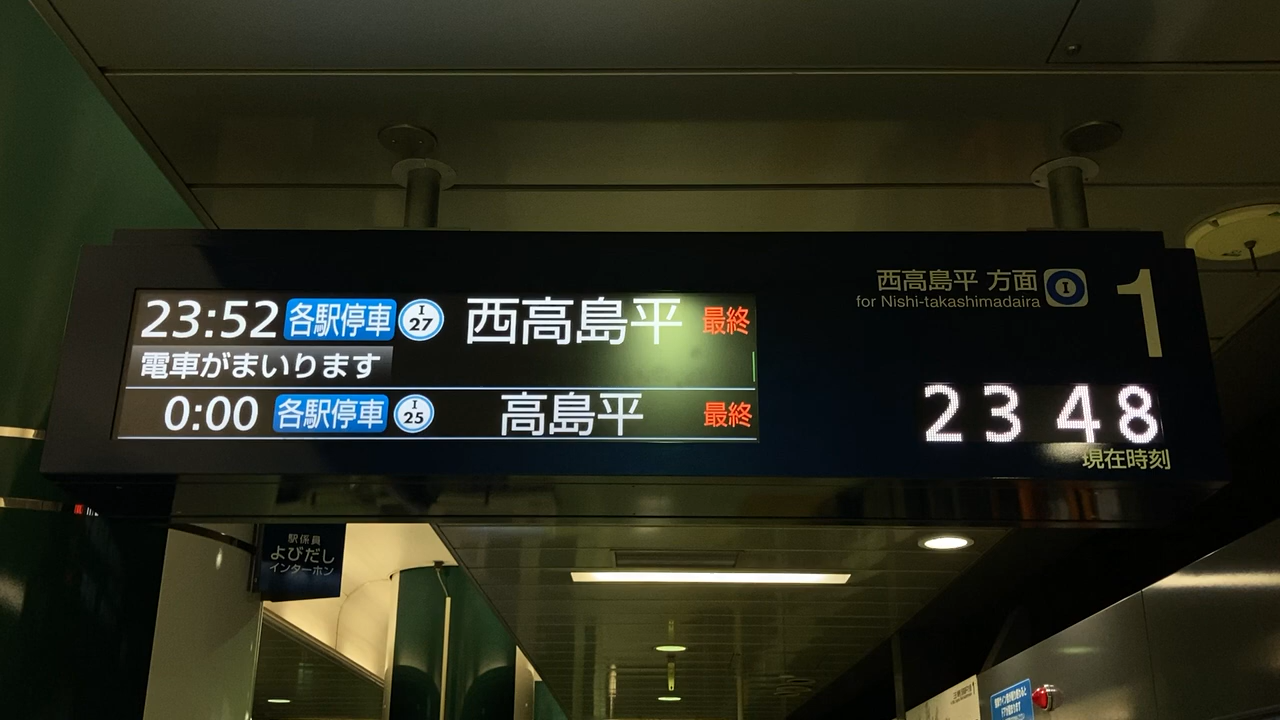 西高島平 方面 I
for Nishi-takashimadaira
1
23:52 各駅停車 I 27 西高島平 最終
電車がまいります
0:00 各駅停車 I 25 高島平 最終
23 48
現在時刻
駅係員
よびだし
インターホン